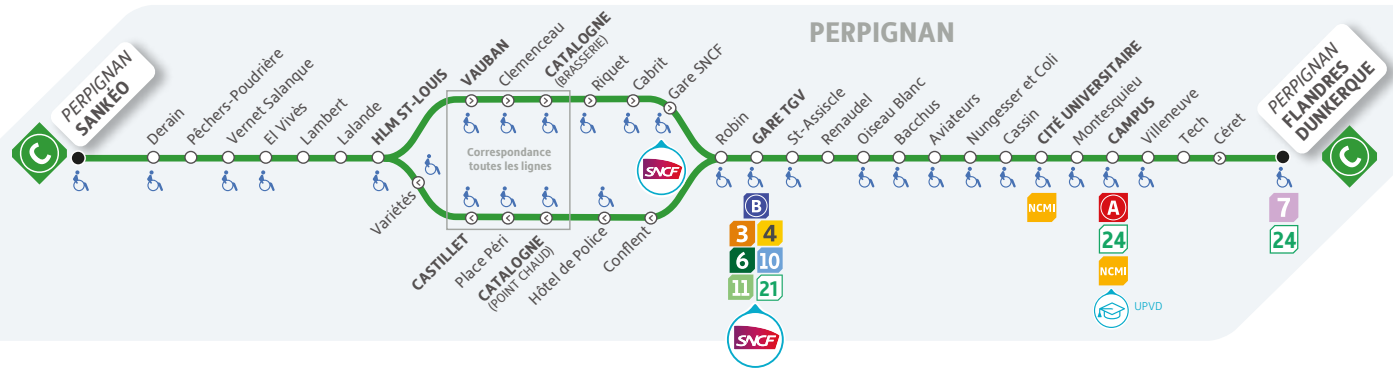 PERPIGNAN
C
PERPIGNAN
SANKÉO
Derain
Pêchers-Poudrière
Vernet Salanque
El Vivès
Lambert
Lalande
HLM ST-LOUIS
VAUBAN
Clemenceau
CATALOGNE
(BRASSERIE)
Riquet
Cabrit
Gare SNCF
SNCF
Correspondance
toutes les lignes
Variétés
CASTILLET
Place Péri
CATALOGNE
(POINT CHAUD)
Hôtel de Police
Conflent
Robin
GARE TGV
B
3 4
6 10
11 21
SNCF
St-Assiscle
Renaudel
Oiseau Blanc
Bacchus
Aviateurs
Nungesser et Coli
Cassin
CITÉ UNIVERSITAIRE
NCMI
Montesquieu
CAMPUS
A
24
NCMI
UPVD
Villeneuve
Tech
Céret
PERPIGNAN
FLANDRES
DUNKERQUE
C
7
24